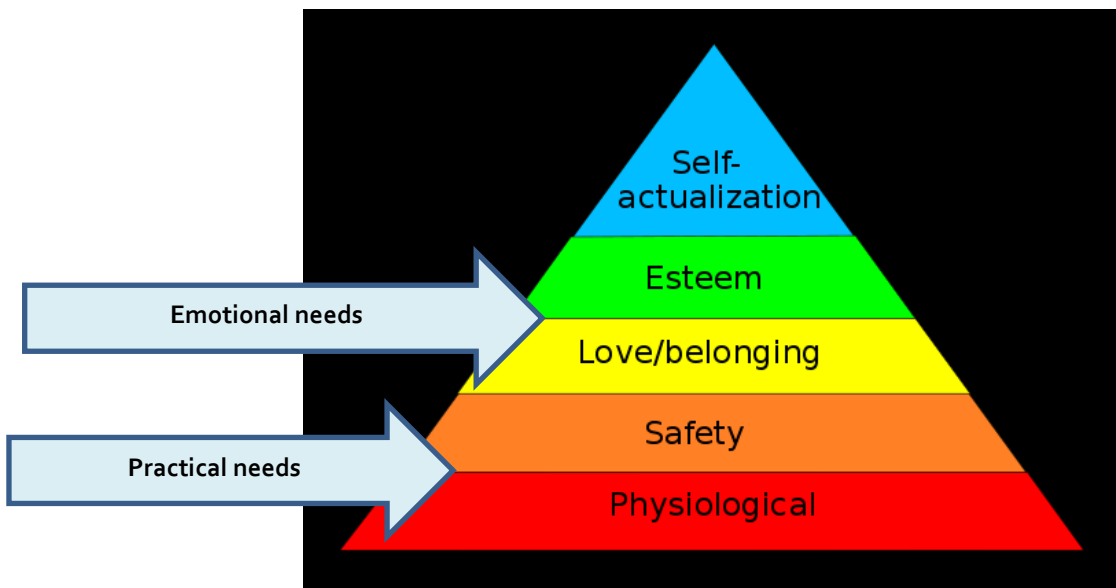 Self-
actualization
Esteem
Emotional needs
Love/belonging
Safety
Practical needs
Physiological